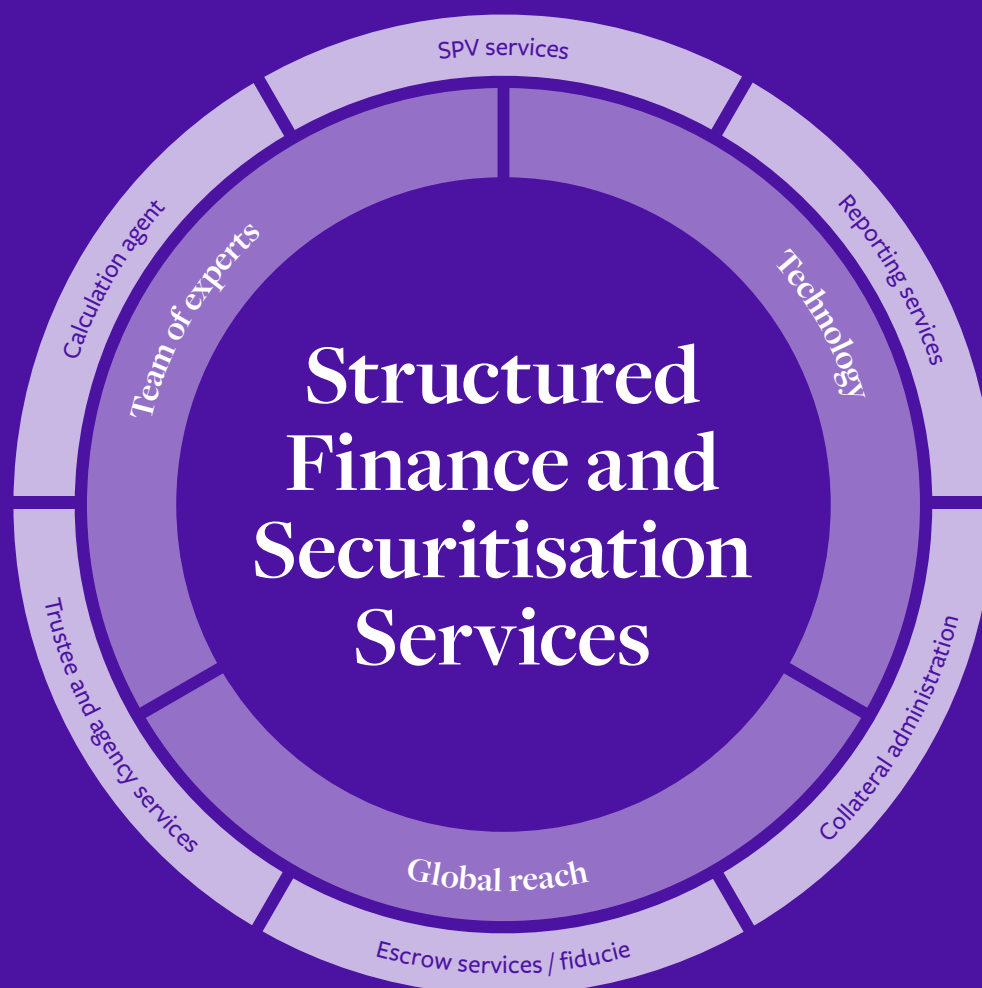 SPV services
Calculation agent
Reporting services
Team of experts
Technology
Structured
Finance and
Securitisation
Services
Trustee and agency services
Collateral administration
Global reach
Escrow services / fiducie